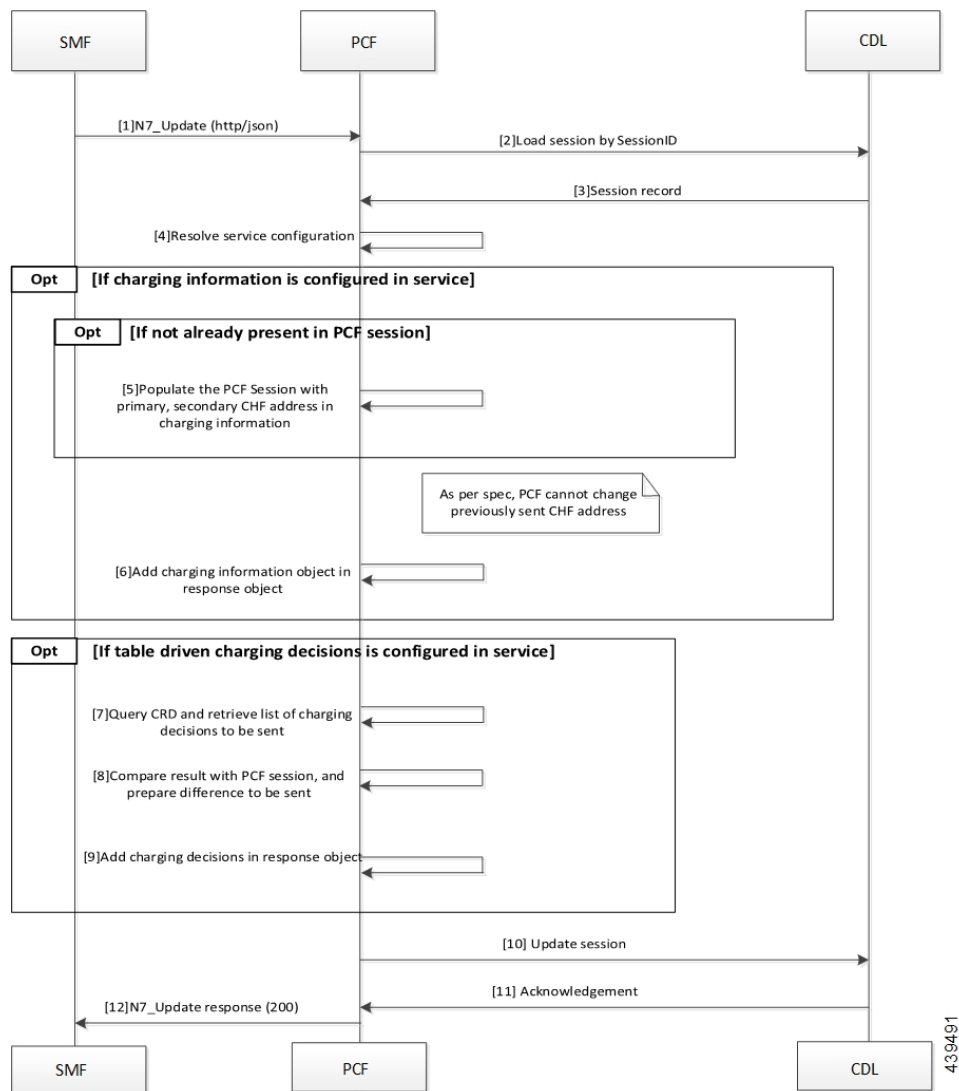 SMF
PCF
CDL
[1]N7_Update (http/json)
[2]Load session by SessionID
[3]Session record
[4]Resolve service configuration
Opt
[If charging information is configured in service]
Opt
[If not already present in PCF session]
[5]Populate the PCF Session with
primary, secondary CHF address in
charging information
As per spec, PCF cannot change
previously sent CHF address
[6]Add charging information object in
response object
Opt
[If table driven charging decisions is configured in service]
[7]Query CRD and retrieve list of charging
decisions to be sent
[8]Compare result with PCF session, and
prepare difference to be sent
[9]Add charging decisions in response object
[10] Update session
[11] Acknowledgement
[12]N7_Update response (200)
SMF
PCF
CDL
439491